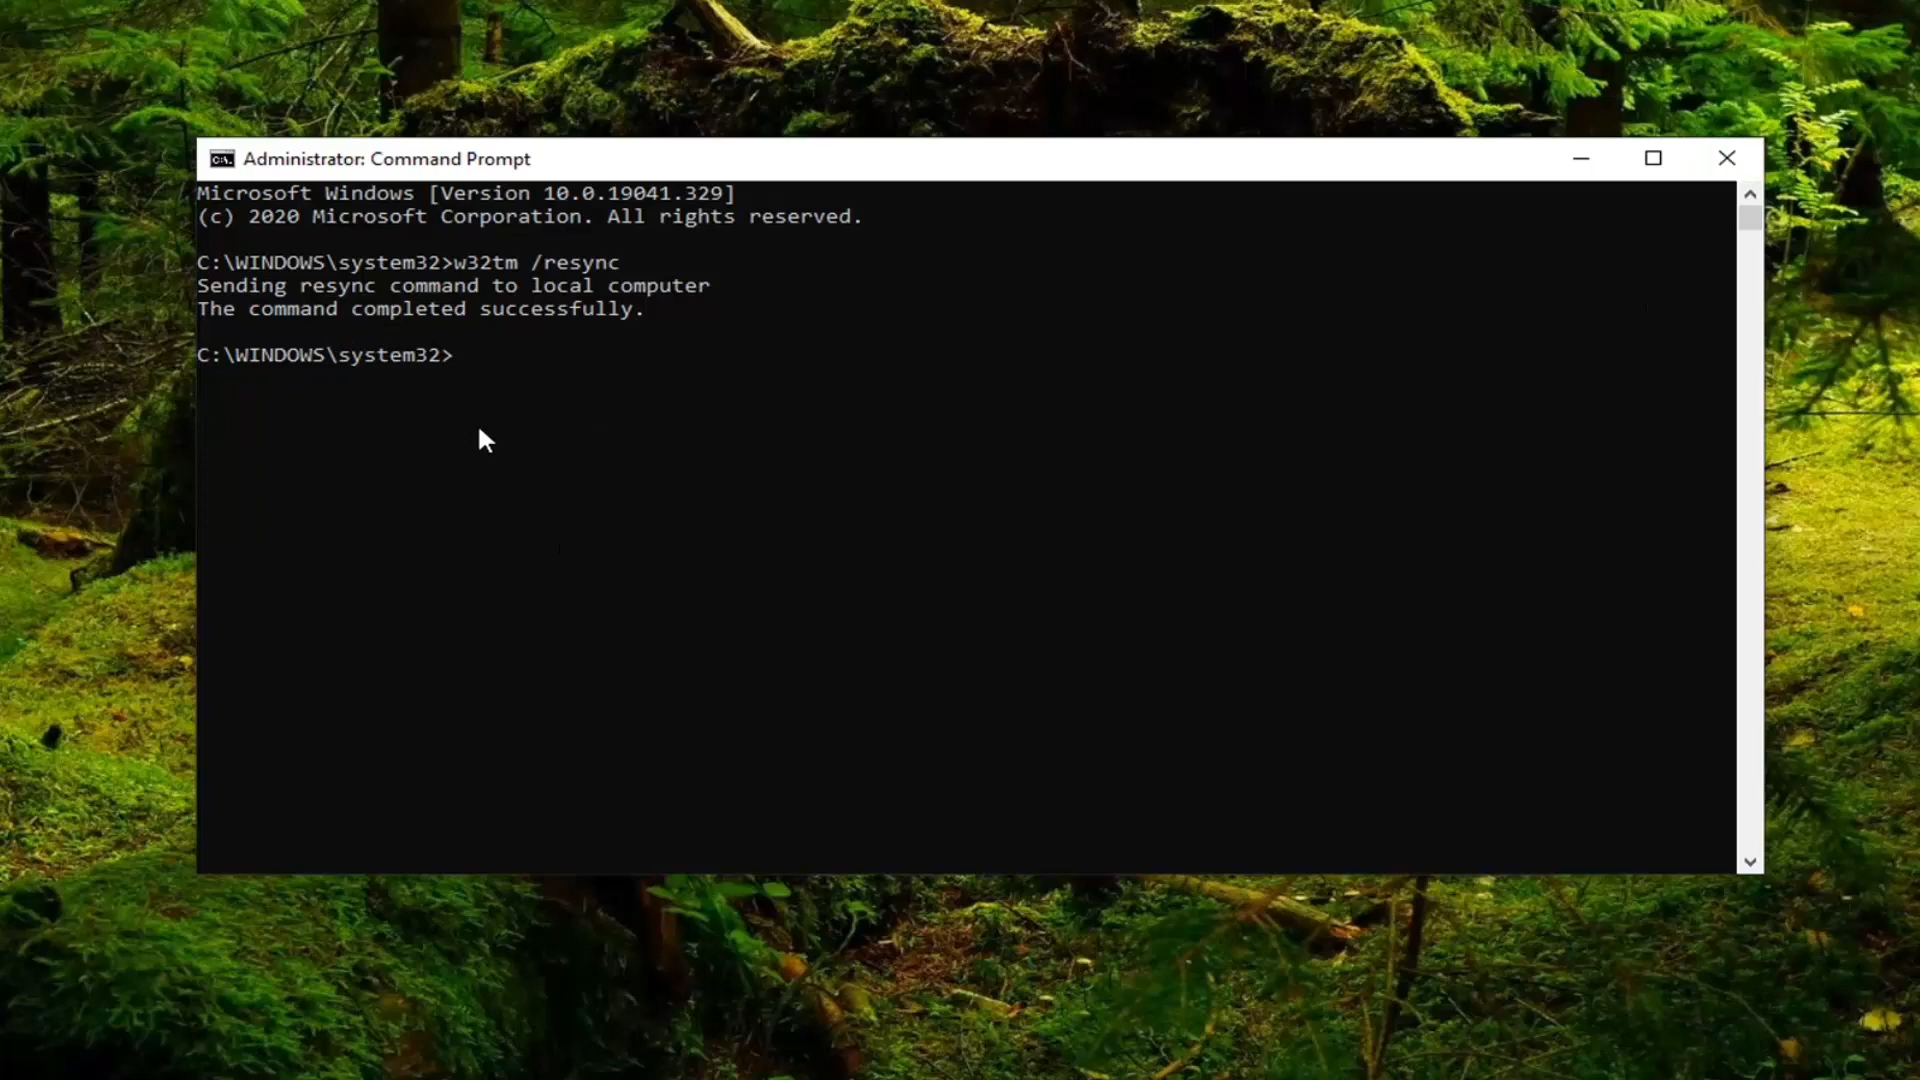 Administrator: Command Prompt
Microsoft Windows [Version 10.0.19041.329]
(c) 2020 Microsoft Corporation. All rights reserved.
C:\WINDOWS\system32>w32tm /resync
Sending resync command to local computer
The command completed successfully.
C:\WINDOWS\system32>